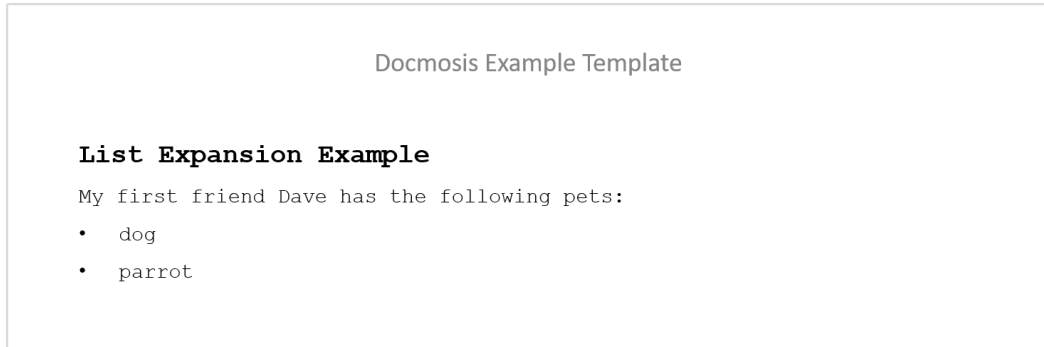 Docmosis Example Template
List Expansion Example
My first friend Dave has the following pets:
• dog
• parrot